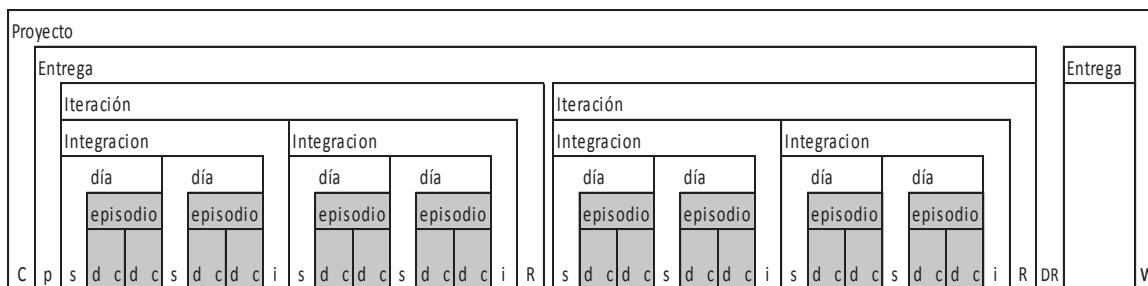 Proyecto
Entrega Entrega
Iteración Iteración
Integracion Integracion Integracion Integracion
día día día día día día día día
episodio episodio episodio episodio episodio episodio episodio episodio
C p s d c d c s d c d c i s d c d c s d c d c i R s d c d c s d c d c i s d c d c s d c d c i R DR